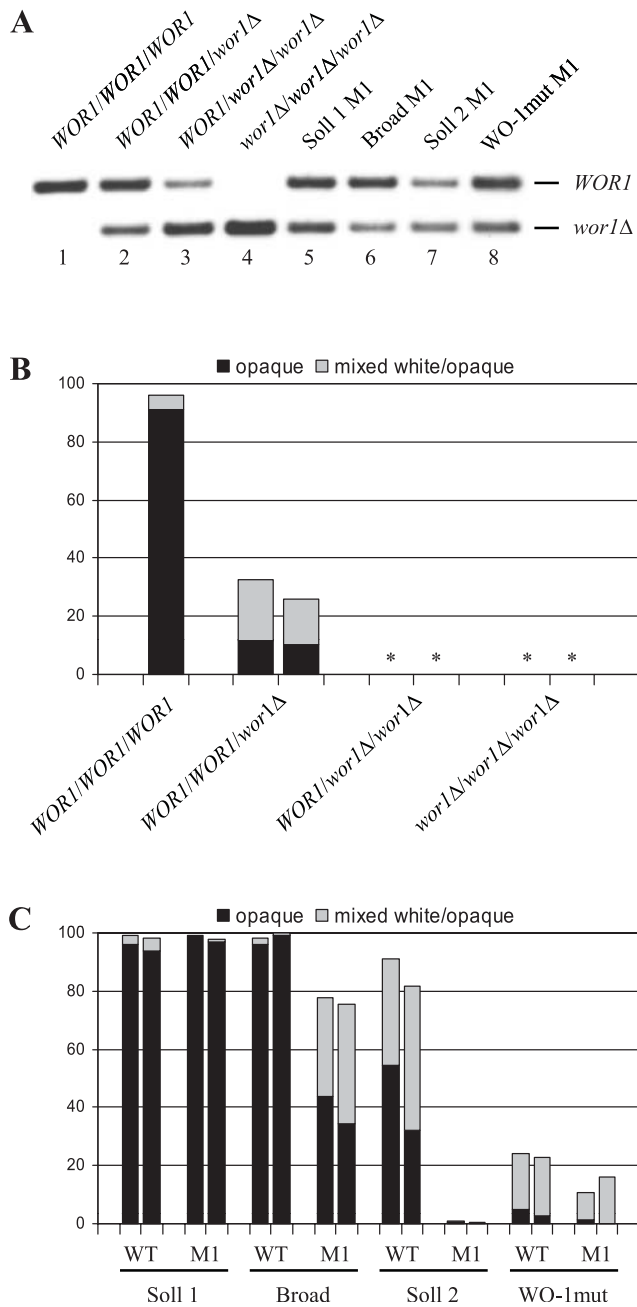 A
WOR1/WOR1/WOR1
WOR1/WOR1/wor1Δ
WOR1/wor1Δ/wor1Δ
wor1Δ/wor1Δ/wor1Δ
Soll 1 M1
Broad M1
Soll 2 M1
WO-1mut M1
WOR1
wor1Δ
1 2 3 4 5 6 7 8
B
opaque mixed white/opaque
100
80
60
40
20
0
* * * *
WOR1/WOR1/WOR1
WOR1/WOR1/wor1Δ
WOR1/wor1Δ/wor1Δ
wor1Δ/wor1Δ/wor1Δ
C
opaque mixed white/opaque
100
80
60
40
20
0
WT M1 WT M1 WT M1 WT M1
Soll 1 Broad Soll 2 WO-1mut